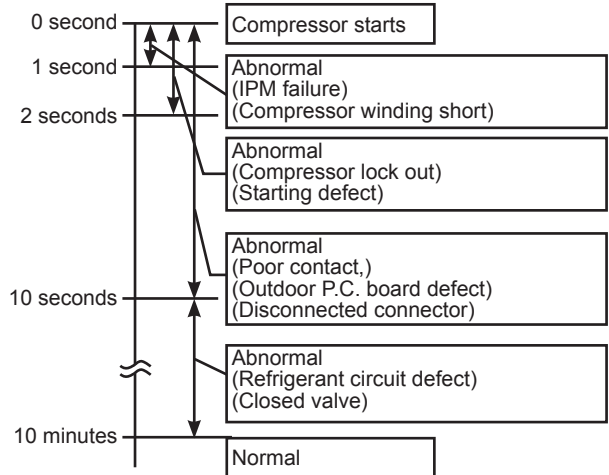 0 second
Compressor starts
1 second
Abnormal
(IPM failure)
(Compressor winding short)
2 seconds
Abnormal
(Compressor lock out)
(Starting defect)
Abnormal
(Poor contact,)
(Outdoor P.C. board defect)
(Disconnected connector)
10 seconds
Abnormal
(Refrigerant circuit defect)
(Closed valve)
10 minutes
Normal